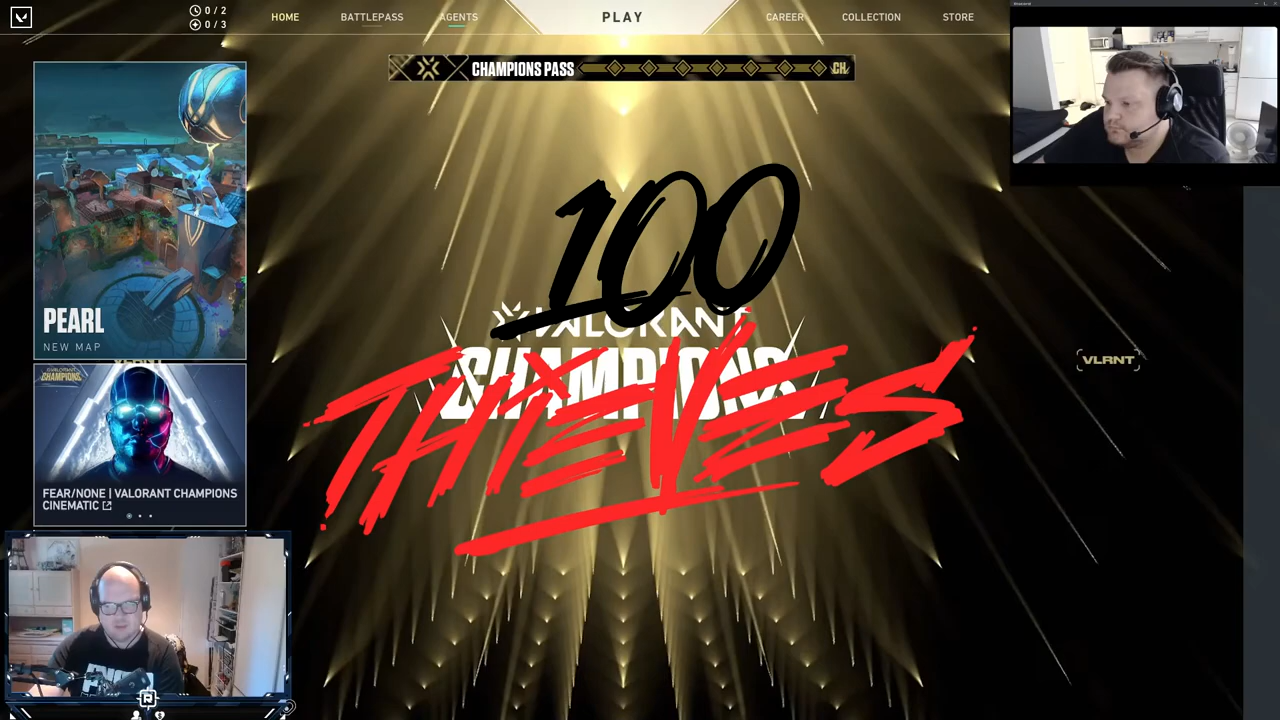 0 / 2
0 / 3
HOME
BATTLEPASS
AGENTS
PLAY
CAREER
COLLECTION
STORE
CHAMPIONS PASS
CH
PEARL
NEW MAP
VALORANT
CHAMPIONS
100
THIEVES
VLRNT
CHAMPIONS
FEAR/NONE | VALORANT CHAMPIONS
CINEMATIC